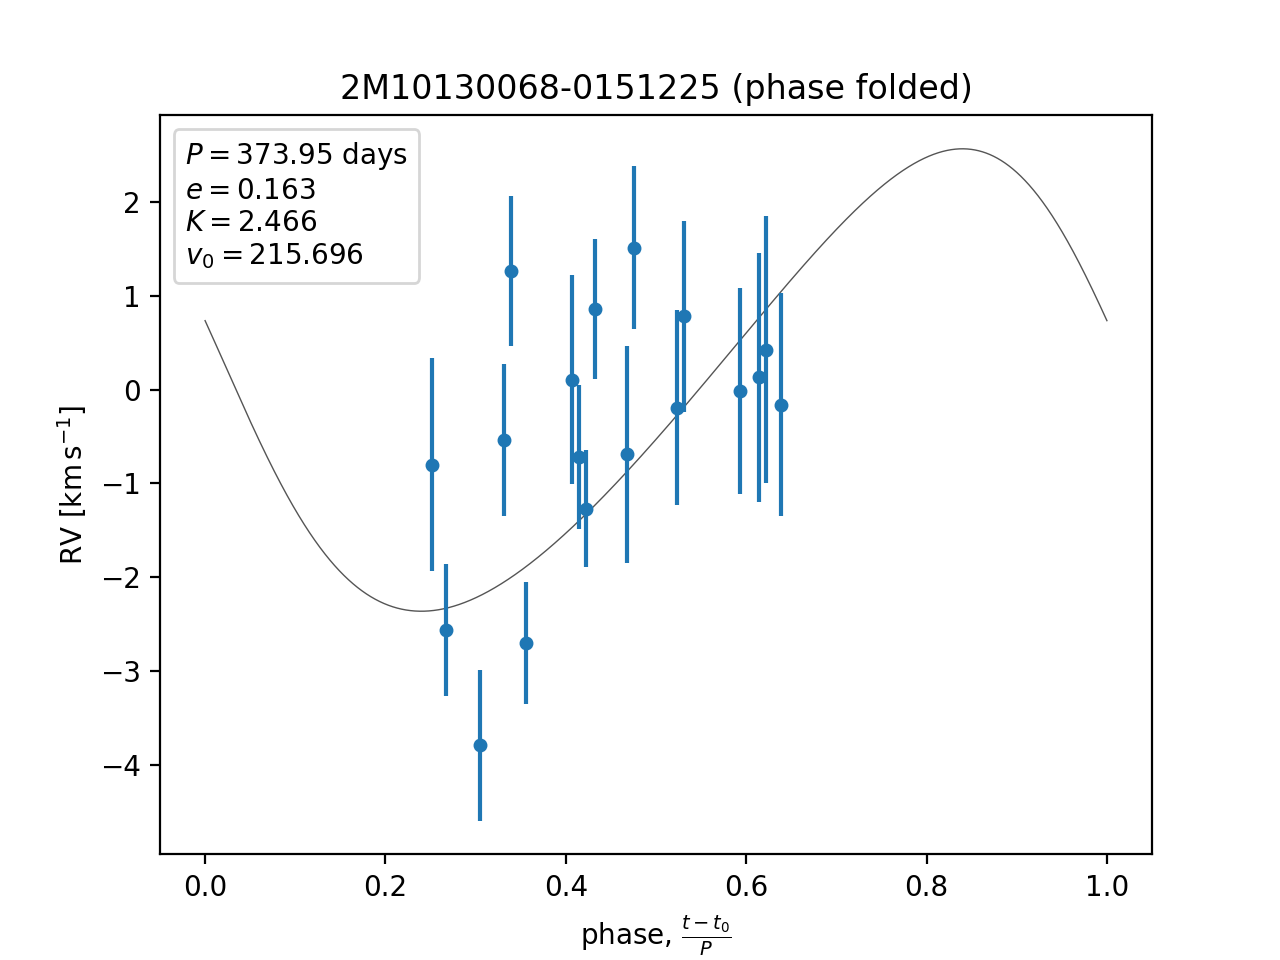 2M10130068-0151225 (phase folded)
P = 373.95 days
e = 0.163
K = 2.466
v₀ = 215.696
RV [km s⁻¹]
2
1
0
−1
−2
−3
−4
0.0 0.2 0.4 0.6 0.8 1.0
phase, (t − t₀)/P